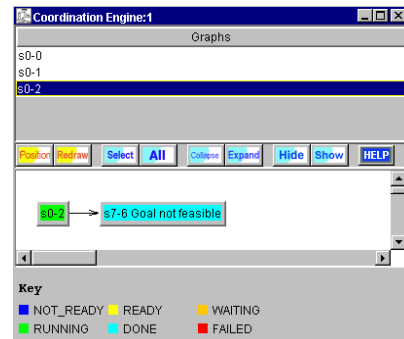 Coordination Engine:1
Graphs
s0-0
s0-1
s0-2
Position Redraw Select All Collapse Expand Hide Show HELP
s0-2 s7-6 Goal not feasible
Key
NOT_READY READY WAITING
RUNNING DONE FAILED